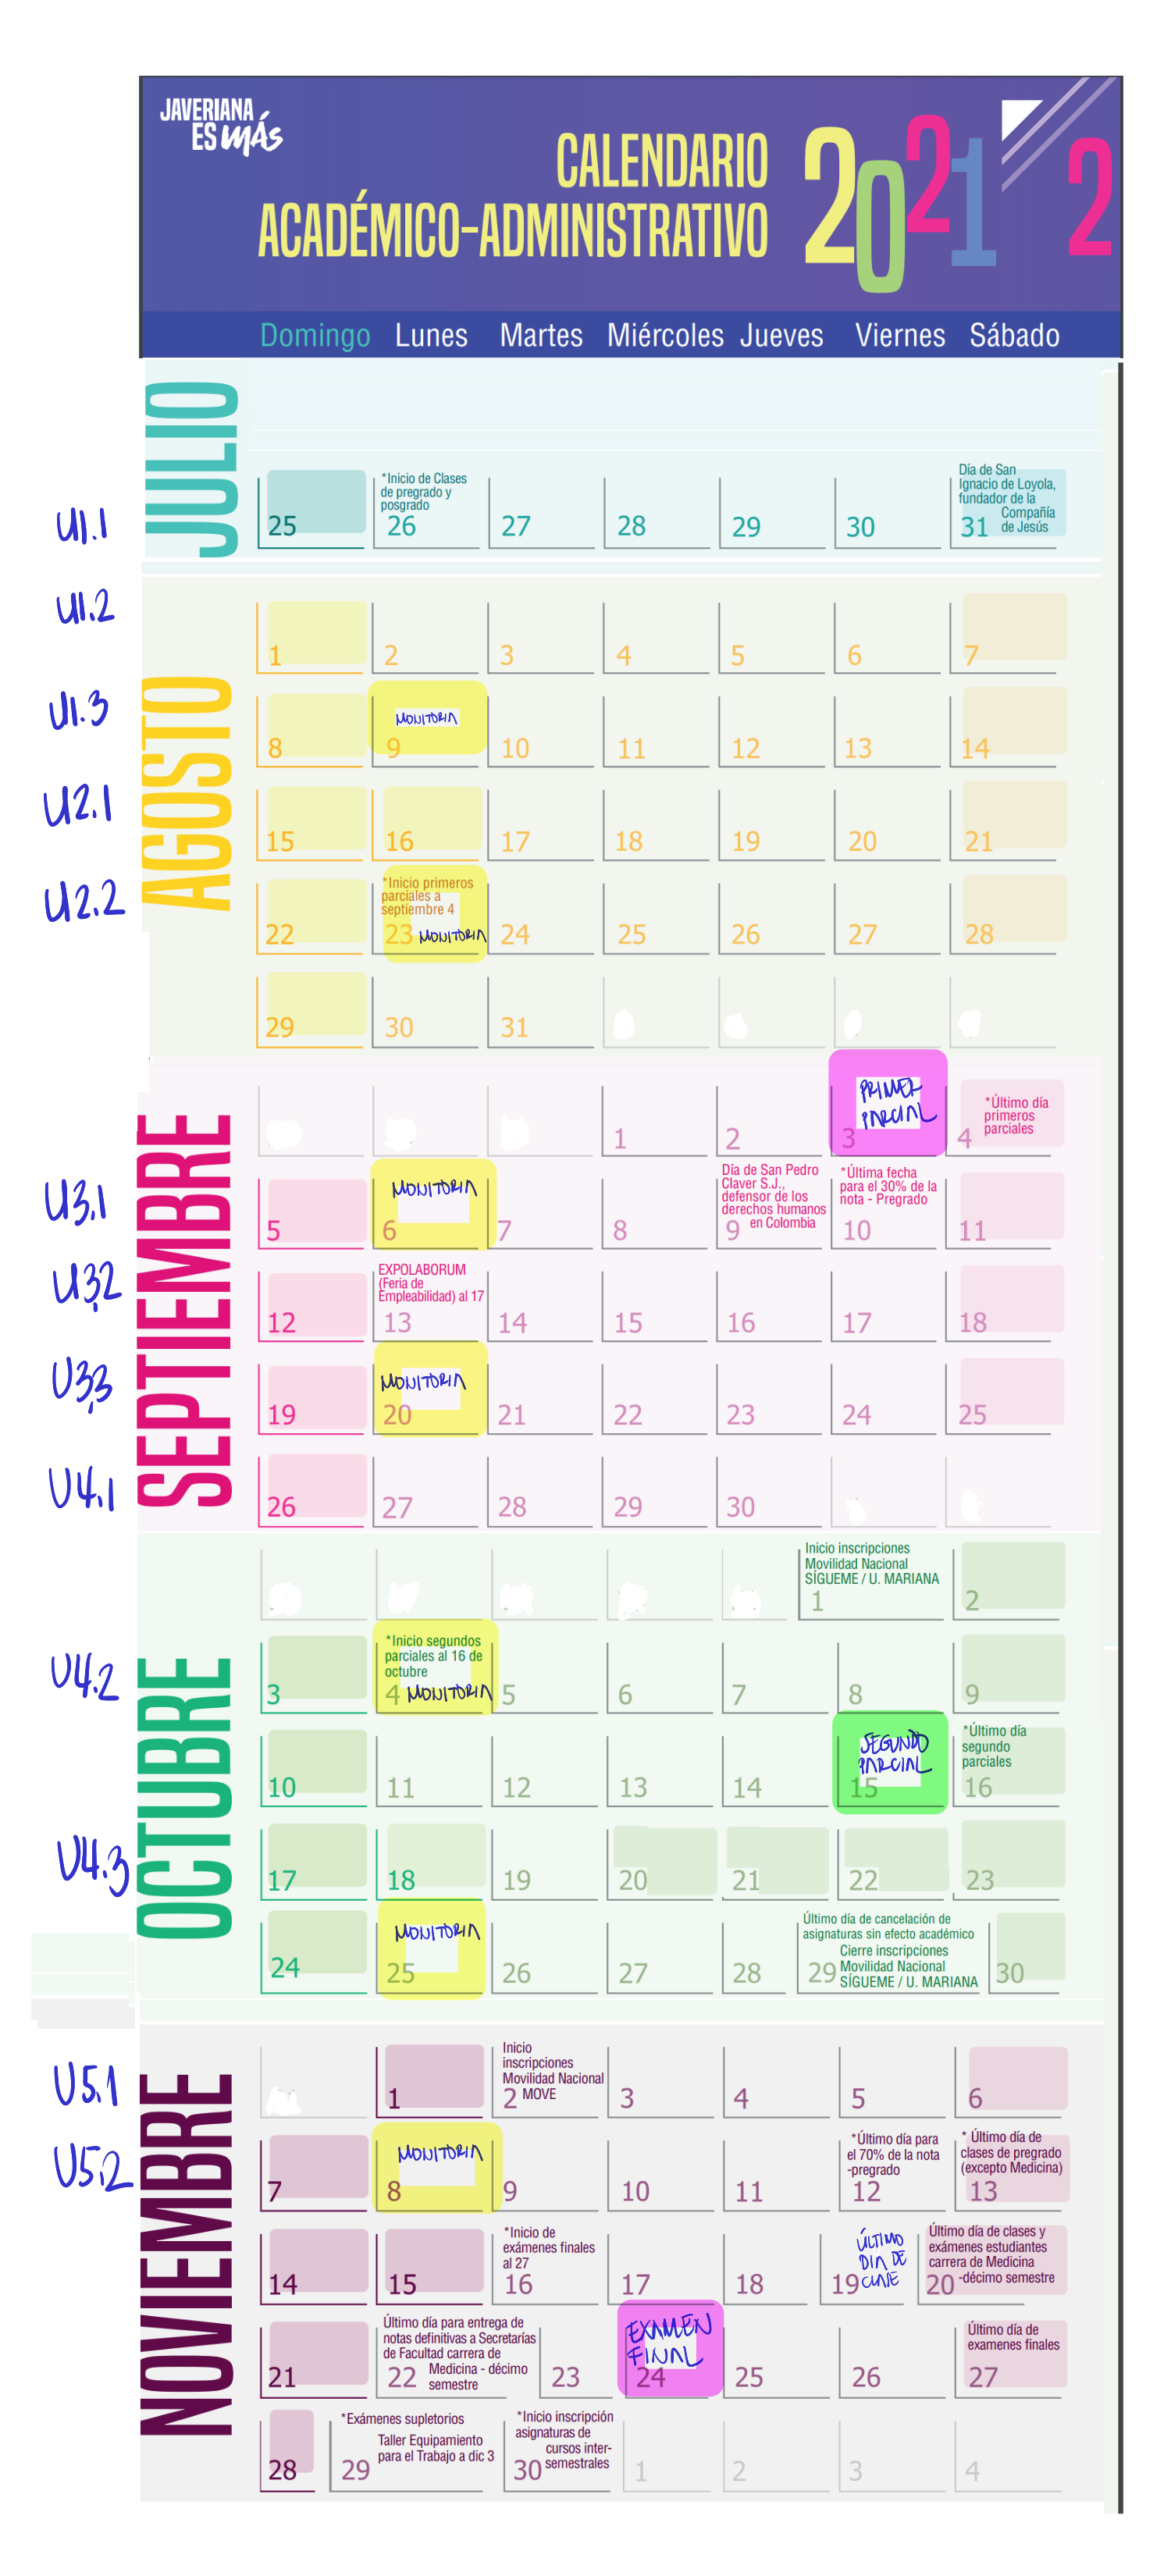 JAVERIANA
ES MÁS
CALENDARIO
ACADÉMICO-ADMINISTRATIVO
2021 2
Domingo Lunes Martes Miércoles Jueves Viernes Sábado
JULIO
U1.1
*Inicio de Clases
de pregrado y
posgrado
Día de San
Ignacio de Loyola,
fundador de la
Compañía
de Jesús
25 26 27 28 29 30 31
AGOSTO
U1.2
1 2 3 4 5 6 7
U1.3
MONITORIA
8 9 10 11 12 13 14
U2.1
15 16 17 18 19 20 21
U2.2
*Inicio primeros
parciales a
septiembre 4
MONITORIA
22 23 24 25 26 27 28
29 30 31
SEPTIEMBRE
PRIMER
PARCIAL
*Último día
primeros
parciales
1 2 3 4
U3.1
MONITORIA
Día de San Pedro
Claver S.J.,
defensor de los
derechos humanos
en Colombia
*Última fecha
para el 30% de la
nota - Pregrado
5 6 7 8 9 10 11
U3.2
EXPOLABORUM
(Feria de
Empleabilidad) al 17
12 13 14 15 16 17 18
U3.3
MONITORIA
19 20 21 22 23 24 25
U4.1
26 27 28 29 30
OCTUBRE
Inicio inscripciones
Movilidad Nacional
SÍGUEME / U. MARIANA
1 2
U4.2
*Inicio segundos
parciales al 16 de
octubre
MONITORIA
3 4 5 6 7 8 9
SEGUNDO
PARCIAL
*Último día
segundo
parciales
10 11 12 13 14 15 16
U4.3
17 18 19 20 21 22 23
MONITORIA
Último día de cancelación de
asignaturas sin efecto académico
Cierre inscripciones
Movilidad Nacional
SÍGUEME / U. MARIANA
24 25 26 27 28 29 30
NOVIEMBRE
U5.1
Inicio
inscripciones
Movilidad Nacional
MOVE
1 2 3 4 5 6
U5.2
MONITORIA
*Último día para
el 70% de la nota
-pregrado
* Último día de
clases de pregrado
(excepto Medicina)
7 8 9 10 11 12 13
*Inicio de
exámenes finales
al 27
ÚLTIMO
DIA DE
CLASE
Último día de clases y
exámenes estudiantes
carrera de Medicina
-décimo semestre
14 15 16 17 18 19 20
Último día para entrega de
notas definitivas a Secretarías
de Facultad carrera de
Medicina - décimo
semestre
EXAMEN
FINAL
Último día de
examenes finales
21 22 23 24 25 26 27
*Exámenes supletorios
Taller Equipamiento
para el Trabajo a dic 3
*Inicio inscripción
asignaturas de
cursos inter-
semestrales
28 29 30 1 2 3 4